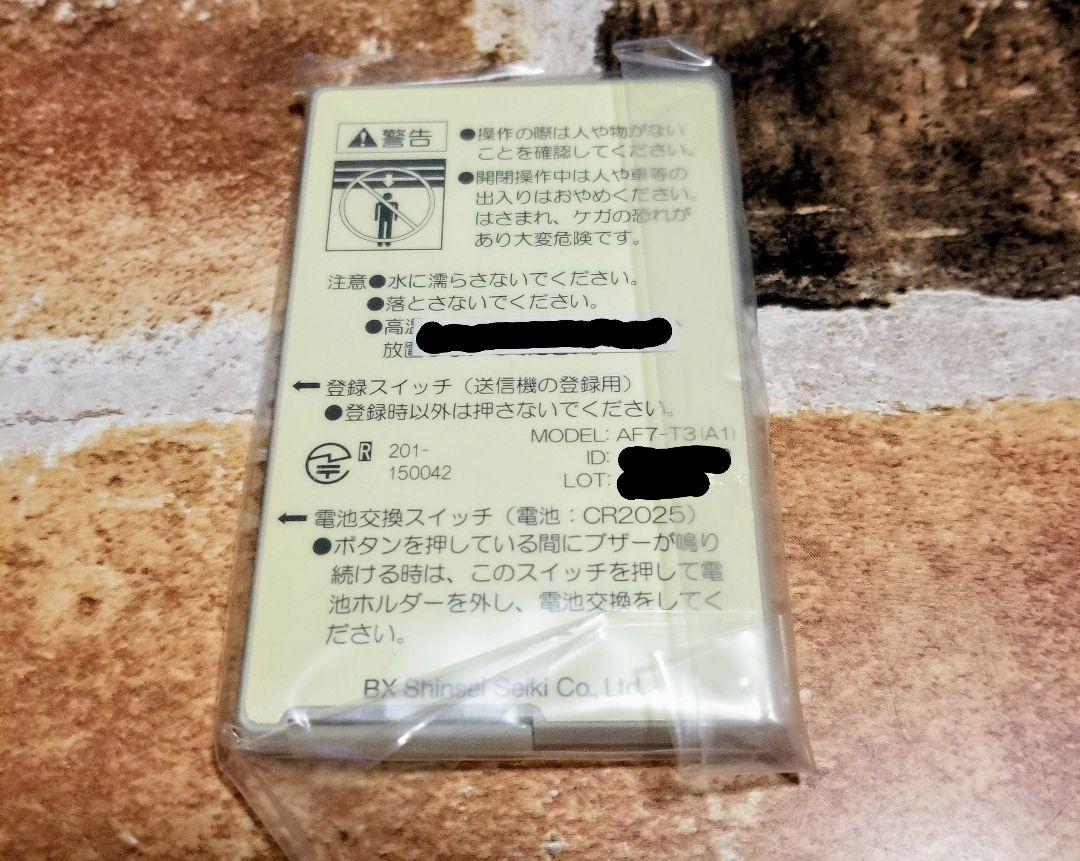 警告
●操作の際は人や物がない
ことを確認してください。
●開閉操作中は人や車等の
出入りはおやめください。
はさまれ、ケガの恐れが
あり大変危険です。
注意●水に濡らさないでください。
●落とさないでください。
●高温
放置
登録スイッチ（送信機の登録用）
●登録時以外は押さないでください。
R 201-
150042
MODEL: AF7-T3(A1)
ID:
LOT:
電池交換スイッチ（電池：CR2025）
●ボタンを押している間にブザーが鳴り
続ける時は、このスイッチを押して電
池ホルダーを外し、電池交換をしてく
ださい。
BX Shinsei Seiki Co., Ltd.